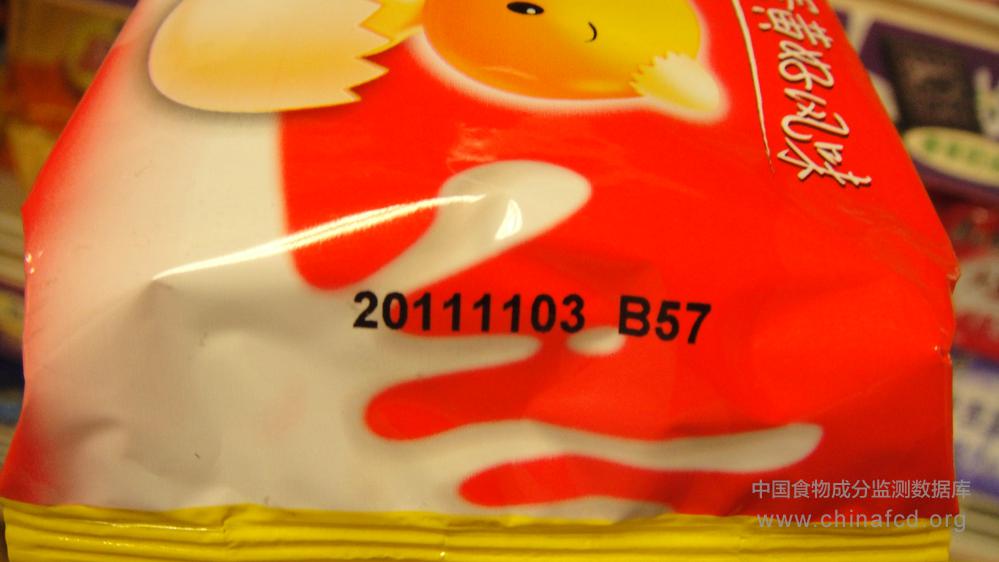 黄好风味
20111103 B57
中国食物成分监测数据库
www.chinafcd.org